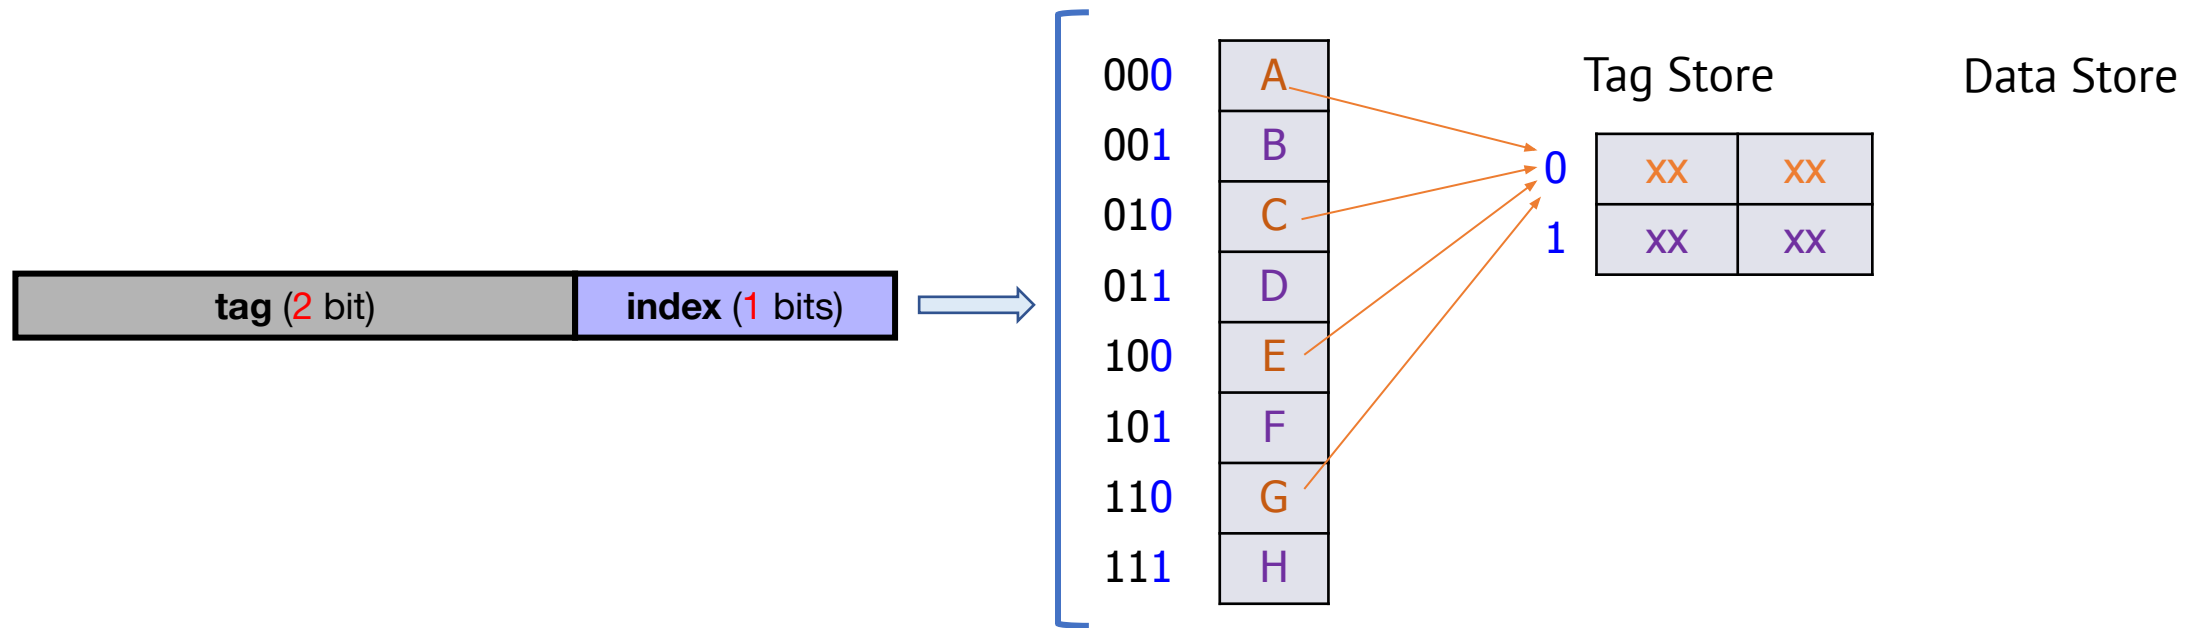 tag (2 bit) index (1 bits)
000 A
001 B
010 C
011 D
100 E
101 F
110 G
111 H
Tag Store Data Store
0 xx xx
1 xx xx